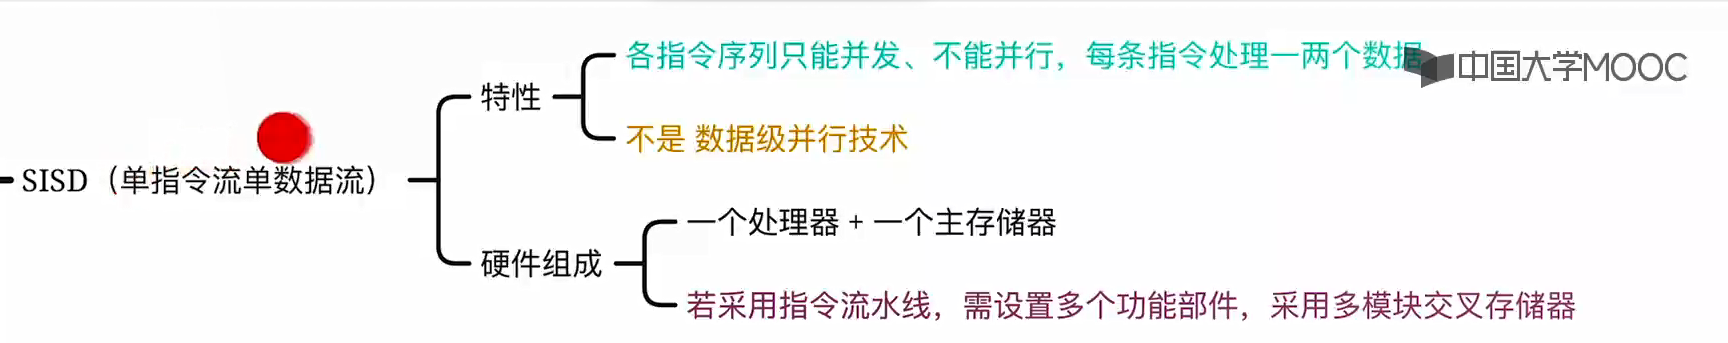 各指令序列只能并发、不能并行，每条指令处理一两个数据
中国大学MOOC
特性
不是 数据级并行技术
SISD（单指令流单数据流）
一个处理器 + 一个主存储器
硬件组成
若采用指令流水线，需设置多个功能部件，采用多模块交叉存储器